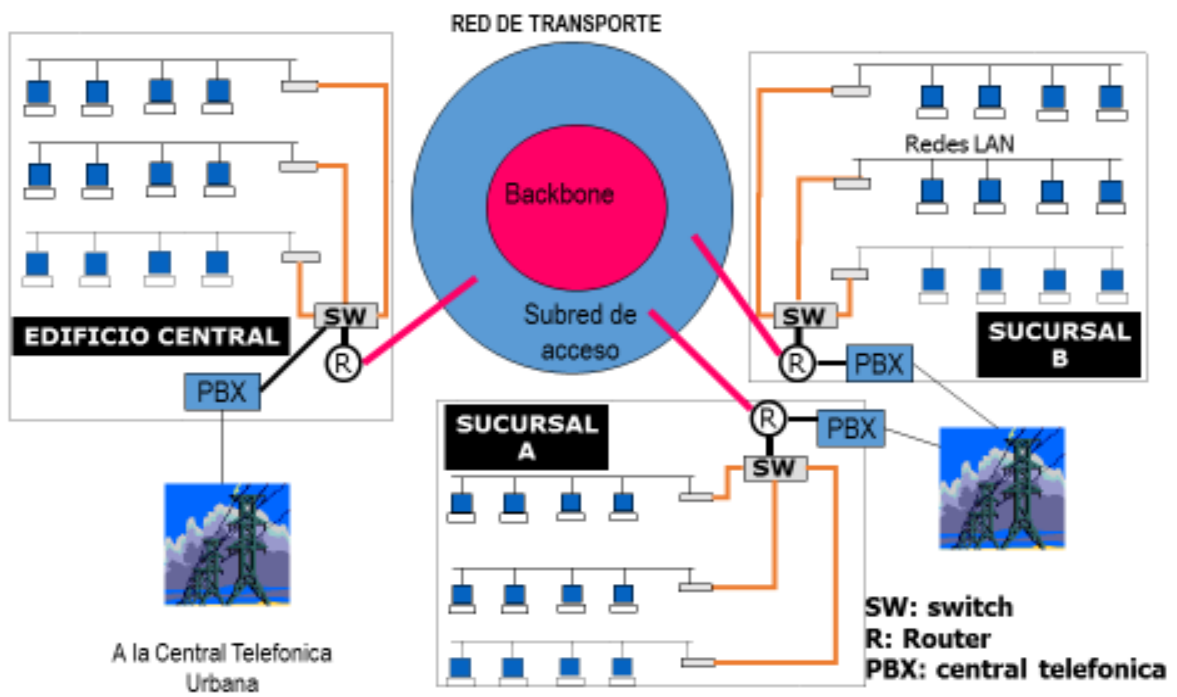 RED DE TRANSPORTE
Backbone
Subred de
acceso
SW
EDIFICIO CENTRAL
R
PBX
A la Central Telefonica
Urbana
Redes LAN
SW
SUCURSAL
B
R
PBX
SUCURSAL
A
R
PBX
SW
SW: switch
R: Router
PBX: central telefonica